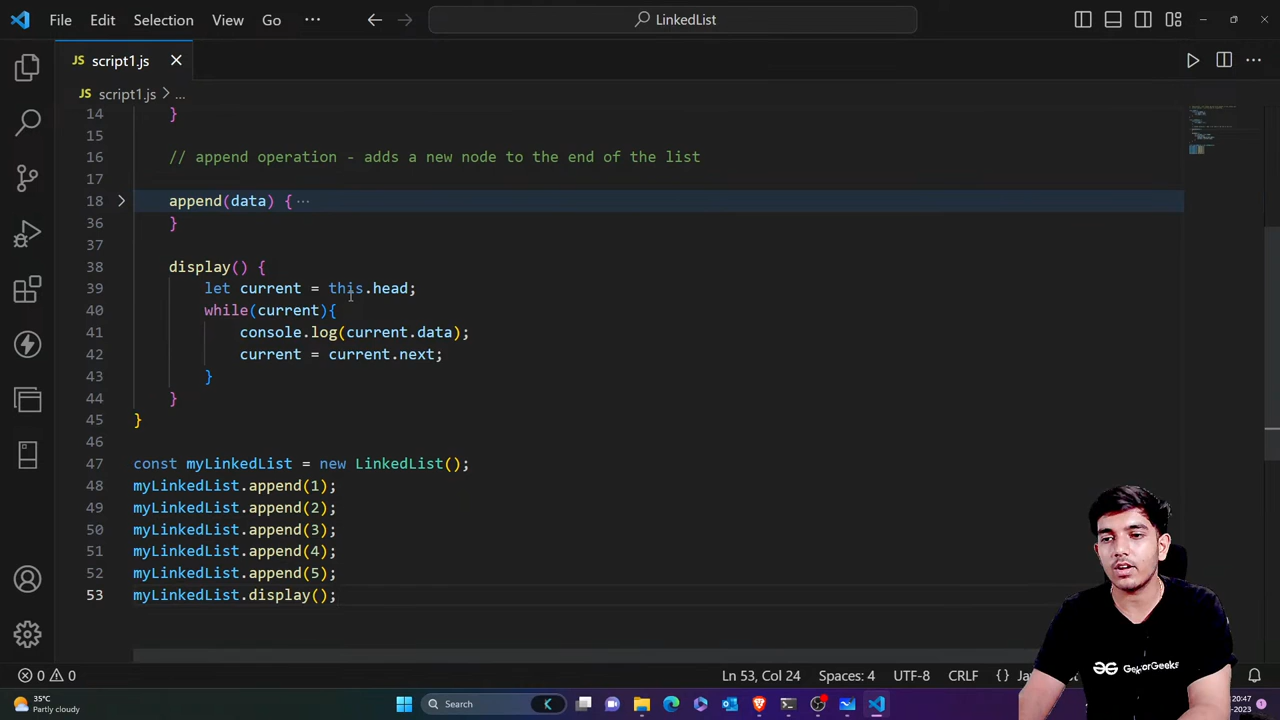 File Edit Selection View Go ··· LinkedList
JS script1.js
JS script1.js > ...
14 }
15
16 // append operation - adds a new node to the end of the list
17
18 append(data) { ···
36 }
37
38 display() {
39 let current = this.head;
40 while(current){
41 console.log(current.data);
42 current = current.next;
43 }
44 }
45 }
46
47 const myLinkedList = new LinkedList();
48 myLinkedList.append(1);
49 myLinkedList.append(2);
50 myLinkedList.append(3);
51 myLinkedList.append(4);
52 myLinkedList.append(5);
53 myLinkedList.display();
0 0 Ln 53, Col 24 Spaces: 4 UTF-8 CRLF {}
35°C
Partly cloudy
Search
20:47
-2023